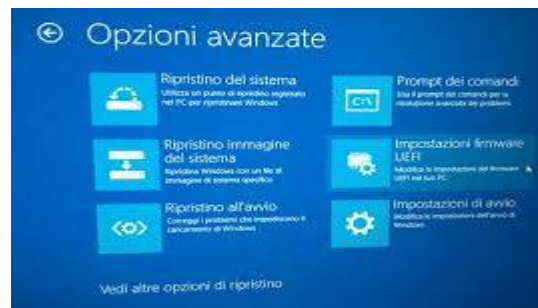 Opzioni avanzate
Ripristino del sistema
Utilizza un punto di ripristino registrato
nel PC per ripristinare Windows
Ripristino immagine
del sistema
Ripristina Windows con un file di
immagine di sistema specifico
Ripristino all'avvio
Correggi i problemi che impediscono il
caricamento di Windows
Prompt dei comandi
C:\
Usa il prompt dei comandi per la
risoluzione avanzata dei problemi
Impostazioni firmware
UEFI
Modifica le impostazioni del firmware
UEFI nel tuo PC
Impostazioni di avvio
Modifica le impostazioni dell'avvio di
Windows
Vedi altre opzioni di ripristino